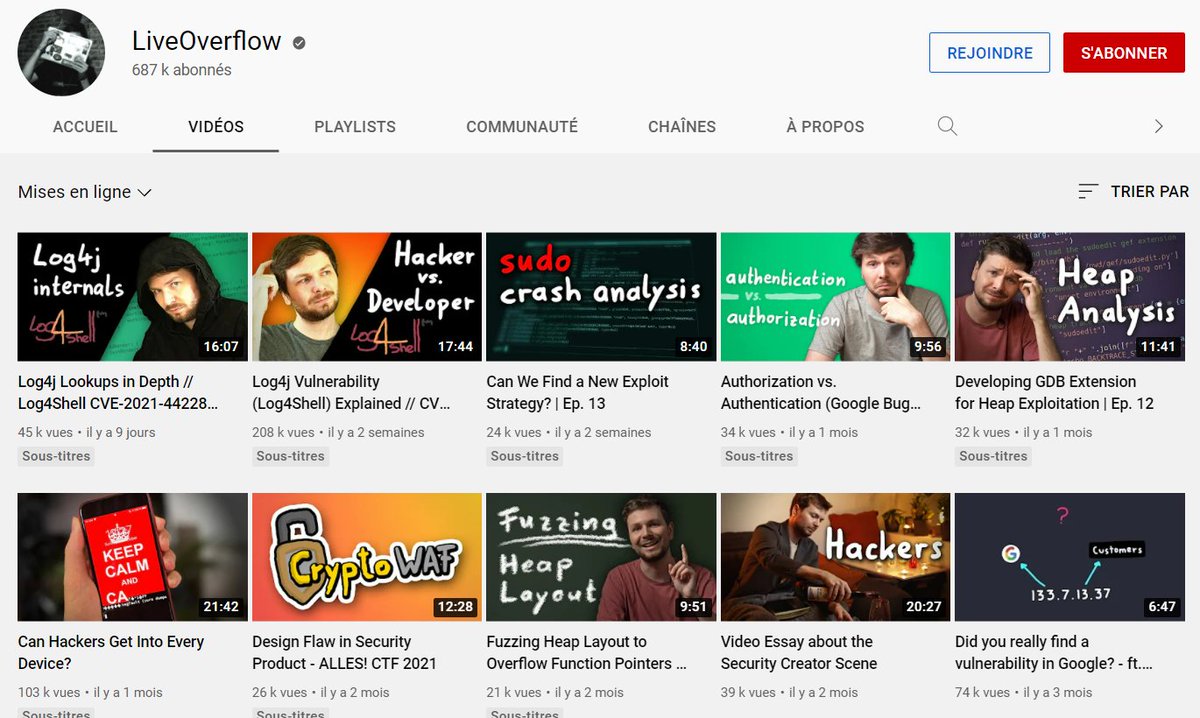 LiveOverflow
687 k abonnés
REJOINDRE
S'ABONNER
ACCUEIL
VIDÉOS
PLAYLISTS
COMMUNAUTÉ
CHAÎNES
À PROPOS
Mises en ligne
TRIER PAR
Log4j
internals
Log4Shell
16:07
Hacker
vs.
Developer
Log4Shell
17:44
sudo
crash analysis
8:40
authentication
vs.
authorization
9:56
Heap
Analysis
11:41
Log4j Lookups in Depth //
Log4Shell CVE-2021-44228...
45 k vues • il y a 9 jours
Sous-titres
Log4j Vulnerability
(Log4Shell) Explained // CV...
208 k vues • il y a 2 semaines
Sous-titres
Can We Find a New Exploit
Strategy? | Ep. 13
24 k vues • il y a 2 semaines
Sous-titres
Authorization vs.
Authentication (Google Bug...
34 k vues • il y a 1 mois
Sous-titres
Developing GDB Extension
for Heap Exploitation | Ep. 12
32 k vues • il y a 1 mois
Sous-titres
KEEP
CALM
AND
CA
21:42
CryptoWAF
12:28
Fuzzing
Heap
Layout
9:51
Hackers
20:27
?
G
Customers
133.7.13.37
6:47
Can Hackers Get Into Every
Device?
103 k vues • il y a 1 mois
Sous-titres
Design Flaw in Security
Product - ALLES! CTF 2021
26 k vues • il y a 2 mois
Sous-titres
Fuzzing Heap Layout to
Overflow Function Pointers ...
21 k vues • il y a 2 mois
Sous-titres
Video Essay about the
Security Creator Scene
39 k vues • il y a 2 mois
Did you really find a
vulnerability in Google? - ft....
74 k vues • il y a 3 mois